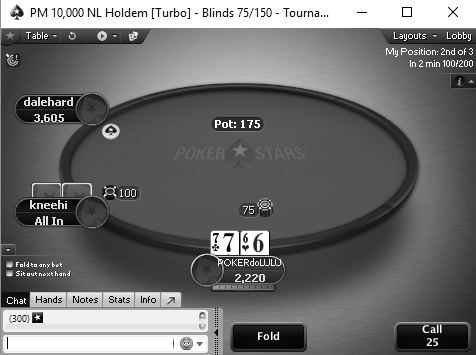 PM 10,000 NL Holdem [Turbo] - Blinds 75/150 - Tourna...
Table
Layouts
Lobby
My Position: 2nd of 3
In 2 min 100/200
i
dalehard
3,605
Pot: 175
POKER STARS
100
kneehi
All In
75
7 7 6 6
POKERdoLULU
2,220
Fold to any bet
Sit out next hand
Chat Hands Notes Stats Info
(300)
Fold
Call
25